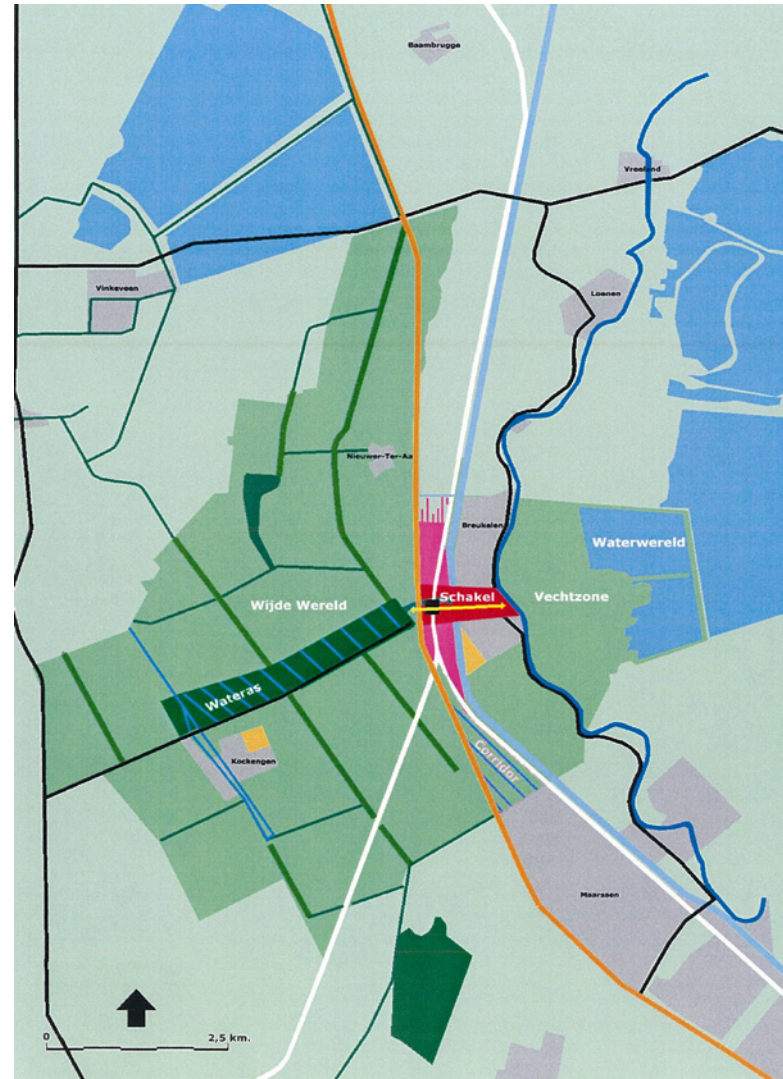 Baambrugge
Vreeland
Vinkeveen
Loenen
Nieuwer-Ter-Aa
Breukelen
Waterwereld
Schakel
Vechtzone
Wijde Wereld
Wateras
Kockengen
Corridor
Maarssen
0 2,5 km.